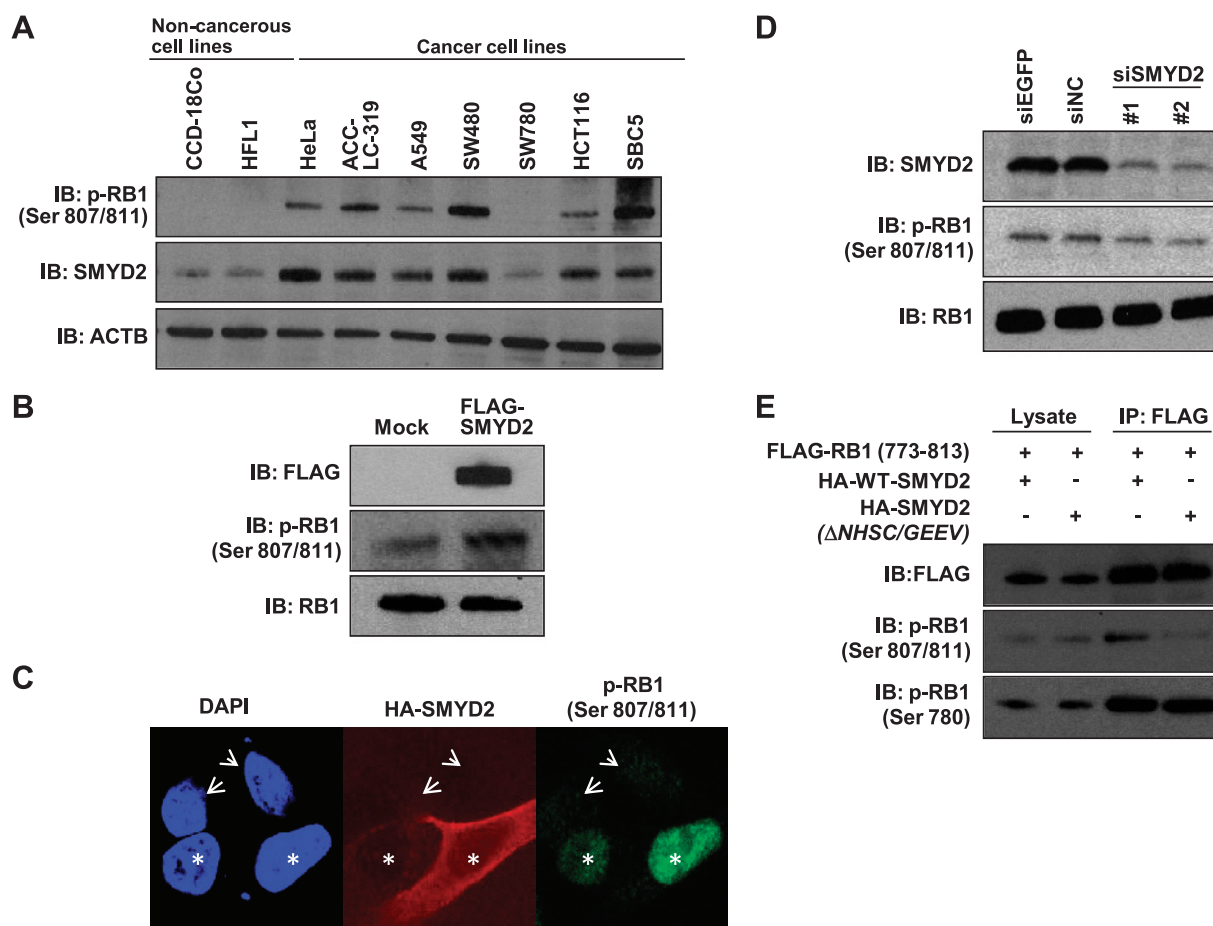 A
Non-cancerous
cell lines
Cancer cell lines
CCD-18Co
HFL1
HeLa
ACC-
LC-319
A549
SW480
SW780
HCT116
SBC5
IB: p-RB1
(Ser 807/811)
IB: SMYD2
IB: ACTB
B
Mock
FLAG-
SMYD2
IB: FLAG
IB: p-RB1
(Ser 807/811)
IB: RB1
C
DAPI
HA-SMYD2
p-RB1
(Ser 807/811)
* *
* *
* *
D
siEGFP
siNC
siSMYD2
#1
#2
IB: SMYD2
IB: p-RB1
(Ser 807/811)
IB: RB1
E
Lysate
IP: FLAG
FLAG-RB1 (773-813) + + + +
HA-WT-SMYD2 + - + -
HA-SMYD2
(ΔNHSC/GEEV) - + - +
IB:FLAG
IB: p-RB1
(Ser 807/811)
IB: p-RB1
(Ser 780)